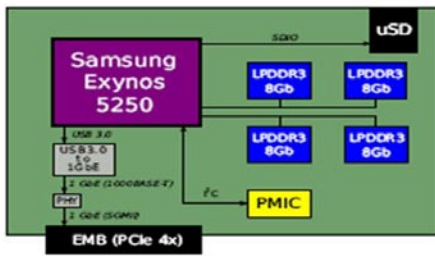 uSD
SDIO
Samsung
Exynos
5250
LPDDR3
8Gb
LPDDR3
8Gb
LPDDR3
8Gb
LPDDR3
8Gb
USB 3.0
USB3.0
to
1GbE
1 GbE (1000BASE-T)
PHY
I²C
PMIC
1 GbE (SGMII)
EMB (PCIe 4x)